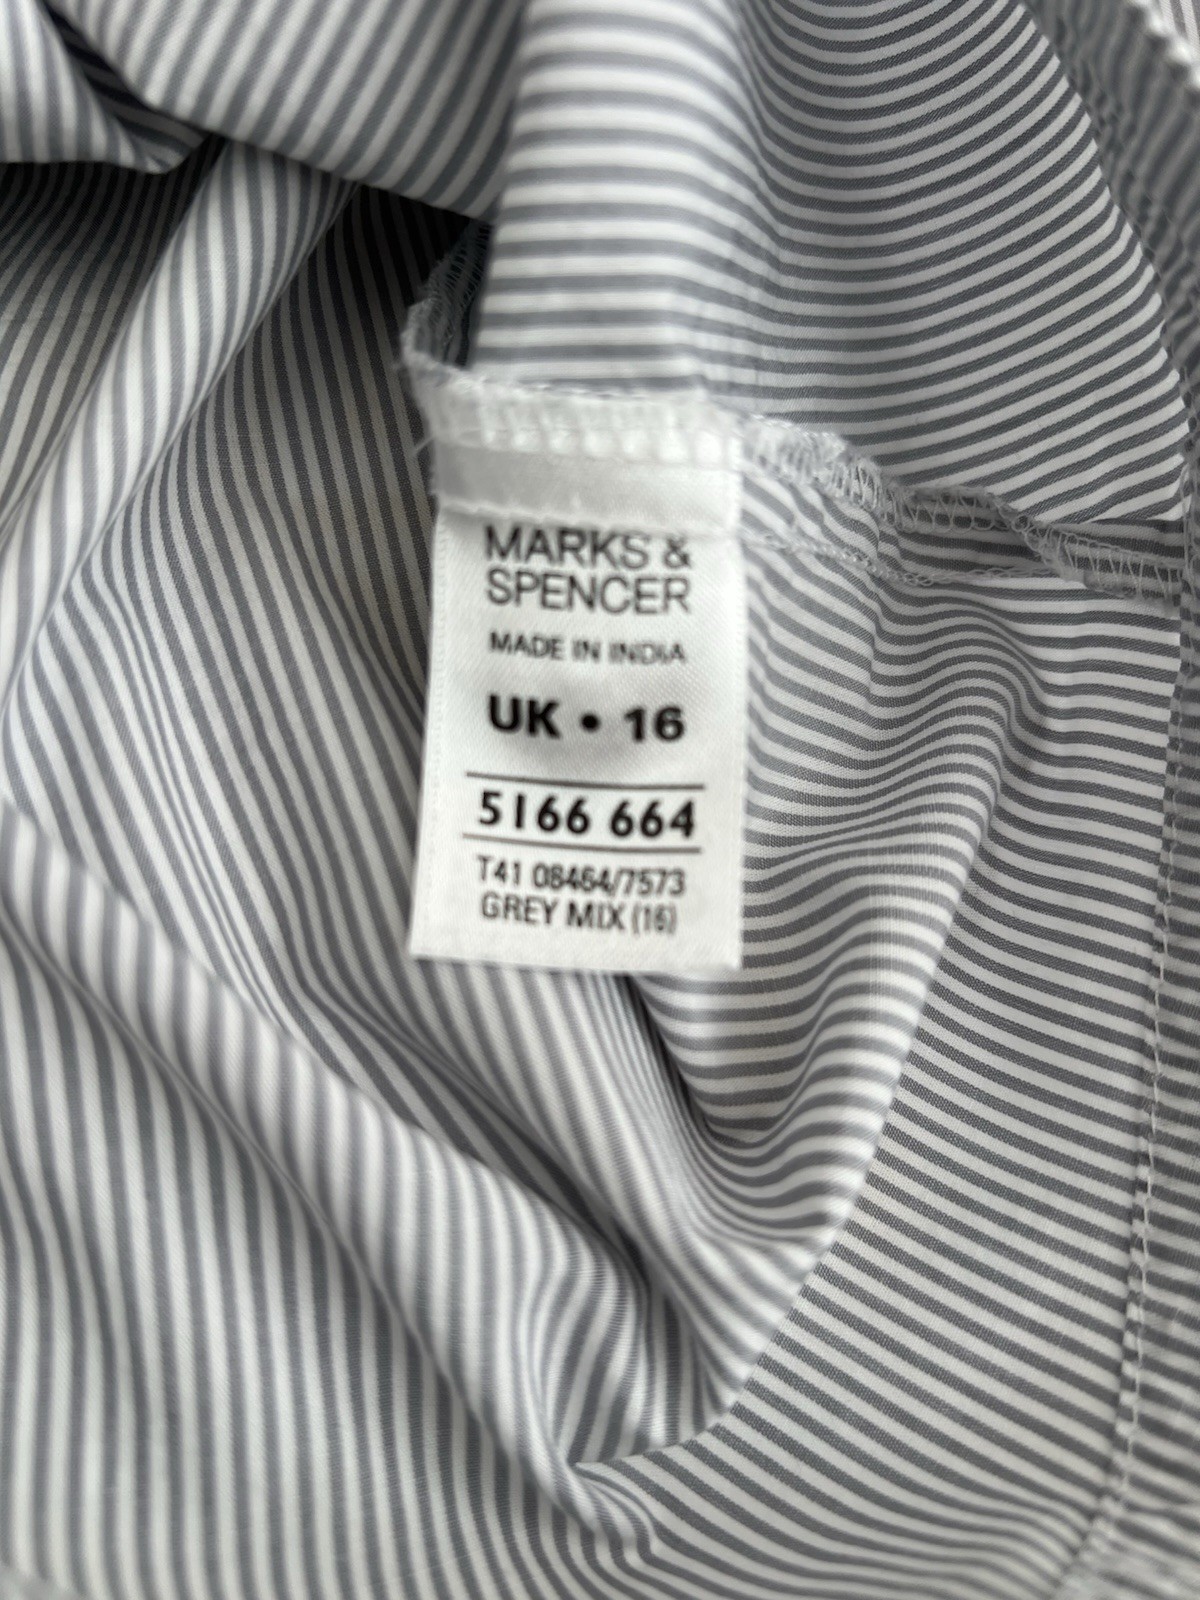 MARKS &
SPENCER
MADE IN INDIA
UK • 16
5166 664
T41 08464/7573
GREY MIX (16)